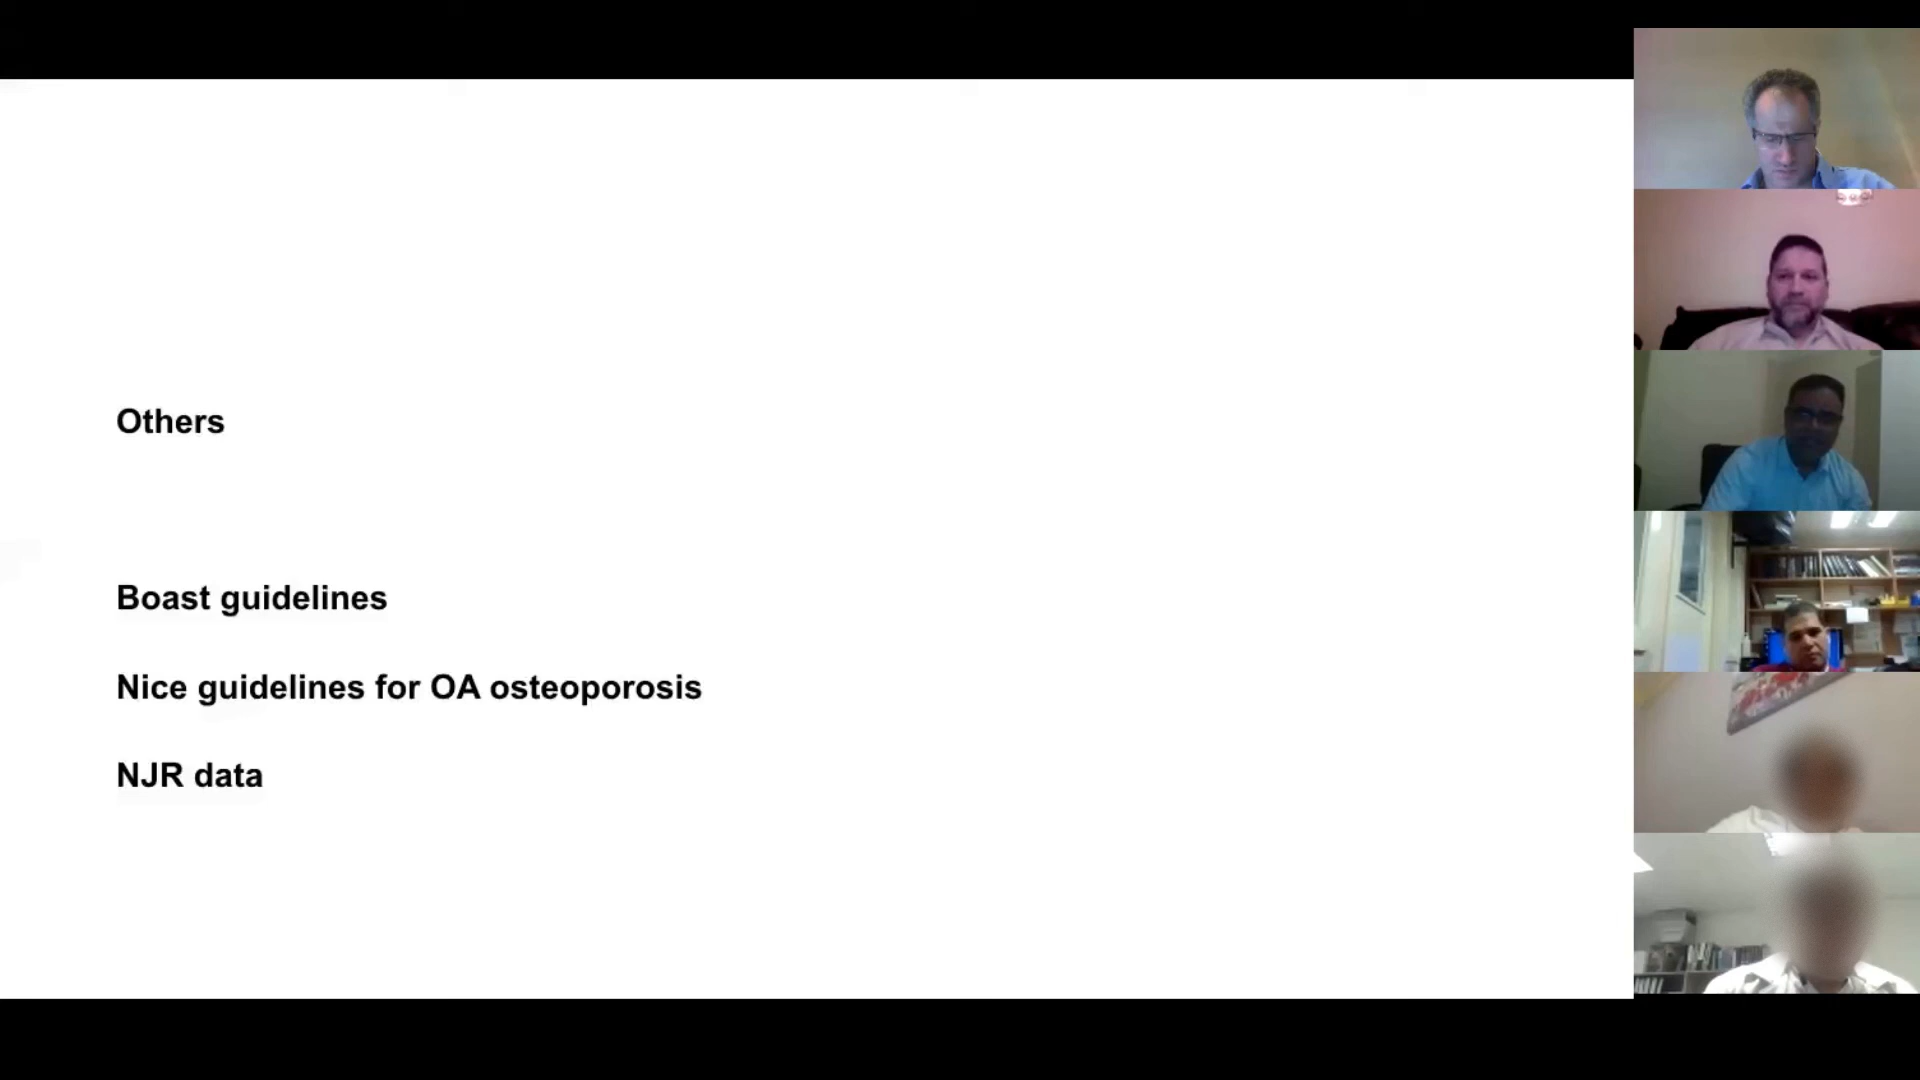 Others
Boast guidelines
Nice guidelines for OA osteoporosis
NJR data